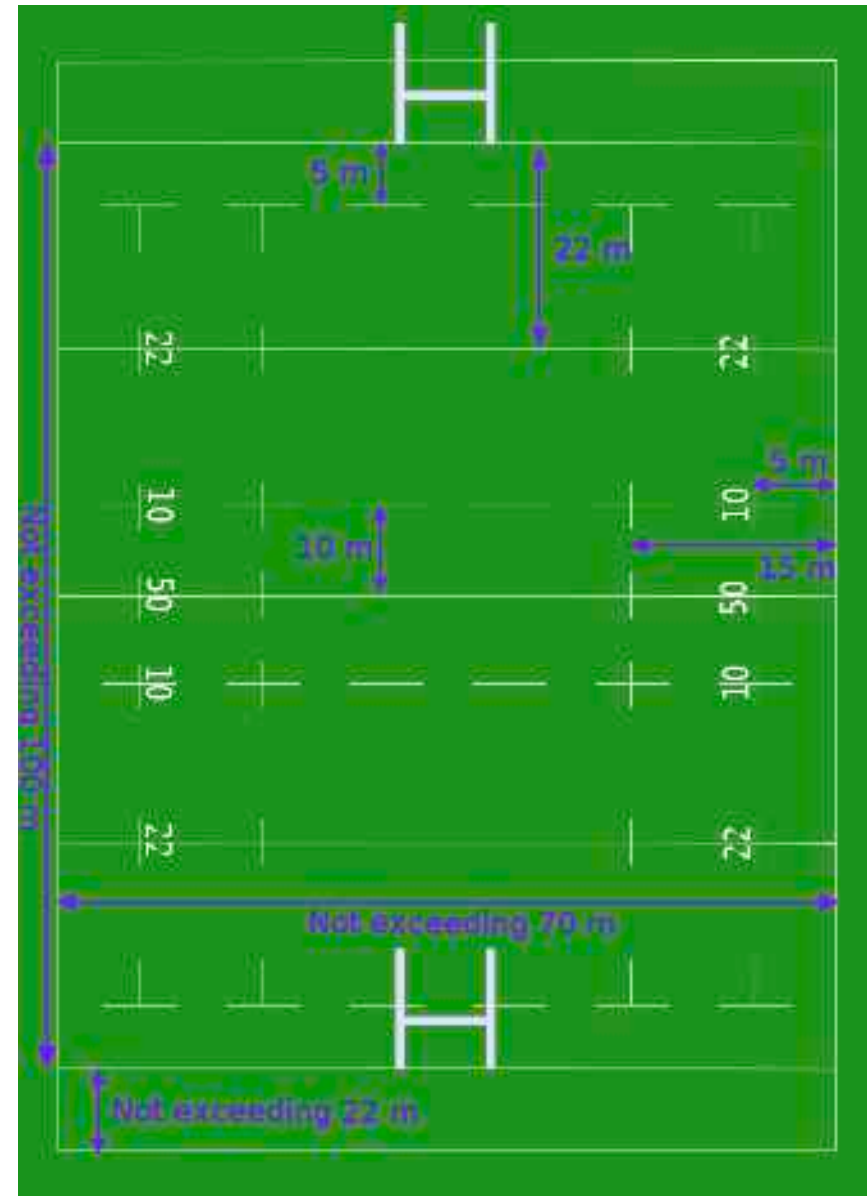 5 m
22 m
22 22
5 m
10 10
10 m
15 m
50 50
Not exceeding 100 m
10 10
22 22
Not exceeding 70 m
Not exceeding 22 m